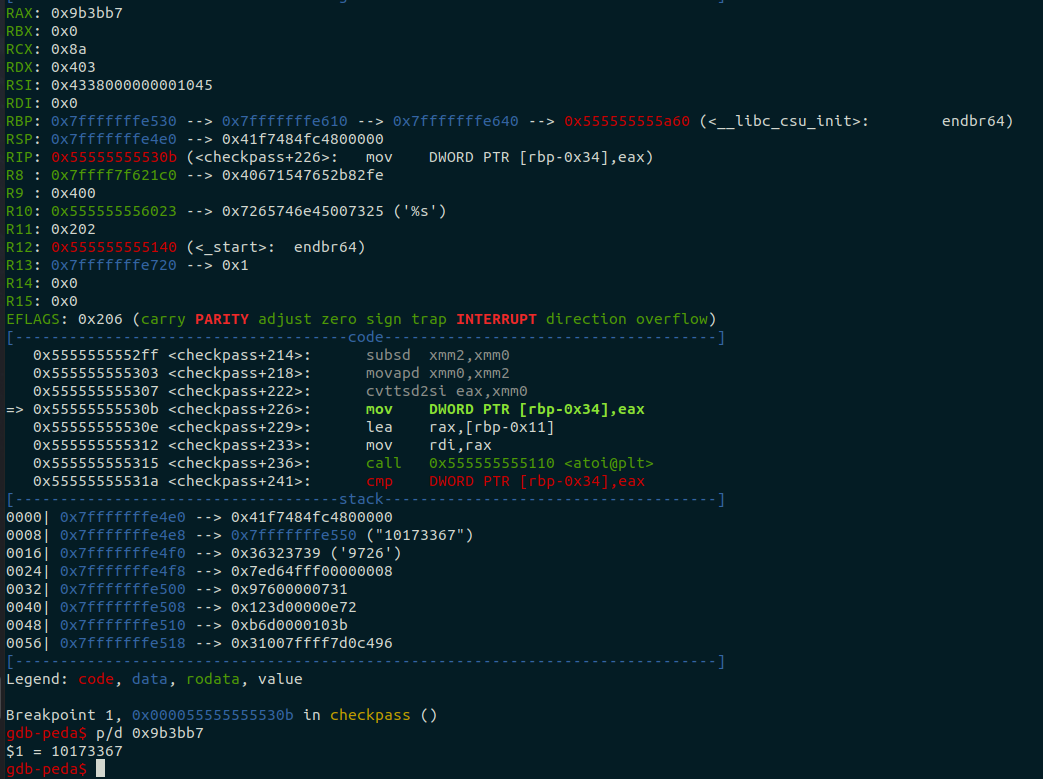 RAX: 0x9b3bb7
RBX: 0x0
RCX: 0x8a
RDX: 0x403
RSI: 0x4338000000001045
RDI: 0x0
RBP: 0x7fffffffe530 --> 0x7fffffffe610 --> 0x7fffffffe640 --> 0x555555555a60 (<__libc_csu_init>: endbr64)
RSP: 0x7fffffffe4e0 --> 0x41f7484fc4800000
RIP: 0x55555555530b (<checkpass+226>: mov DWORD PTR [rbp-0x34],eax)
R8 : 0x7ffff7f621c0 --> 0x40671547652b82fe
R9 : 0x400
R10: 0x555555556023 --> 0x7265746e45007325 ('%s')
R11: 0x202
R12: 0x555555555140 (<_start>: endbr64)
R13: 0x7fffffffe720 --> 0x1
R14: 0x0
R15: 0x0
EFLAGS: 0x206 (carry PARITY adjust zero sign trap INTERRUPT direction overflow)
[-------------------------------------code-------------------------------------]
0x5555555552ff <checkpass+214>: subsd xmm2,xmm0
0x555555555303 <checkpass+218>: movapd xmm0,xmm2
0x555555555307 <checkpass+222>: cvttsd2si eax,xmm0
=> 0x55555555530b <checkpass+226>: mov DWORD PTR [rbp-0x34],eax
0x55555555530e <checkpass+229>: lea rax,[rbp-0x11]
0x555555555312 <checkpass+233>: mov rdi,rax
0x555555555315 <checkpass+236>: call 0x555555555110 <atoi@plt>
0x55555555531a <checkpass+241>: cmp DWORD PTR [rbp-0x34],eax
[------------------------------------stack-------------------------------------]
0000| 0x7fffffffe4e0 --> 0x41f7484fc4800000
0008| 0x7fffffffe4e8 --> 0x7fffffffe550 ("10173367")
0016| 0x7fffffffe4f0 --> 0x36323739 ('9726')
0024| 0x7fffffffe4f8 --> 0x7ed64fff00000008
0032| 0x7fffffffe500 --> 0x97600000731
0040| 0x7fffffffe508 --> 0x123d00000e72
0048| 0x7fffffffe510 --> 0xb6d0000103b
0056| 0x7fffffffe518 --> 0x31007ffff7d0c496
[------------------------------------------------------------------------------]
Legend: code, data, rodata, value
Breakpoint 1, 0x000055555555530b in checkpass ()
gdb-peda$ p/d 0x9b3bb7
$1 = 10173367
gdb-peda$